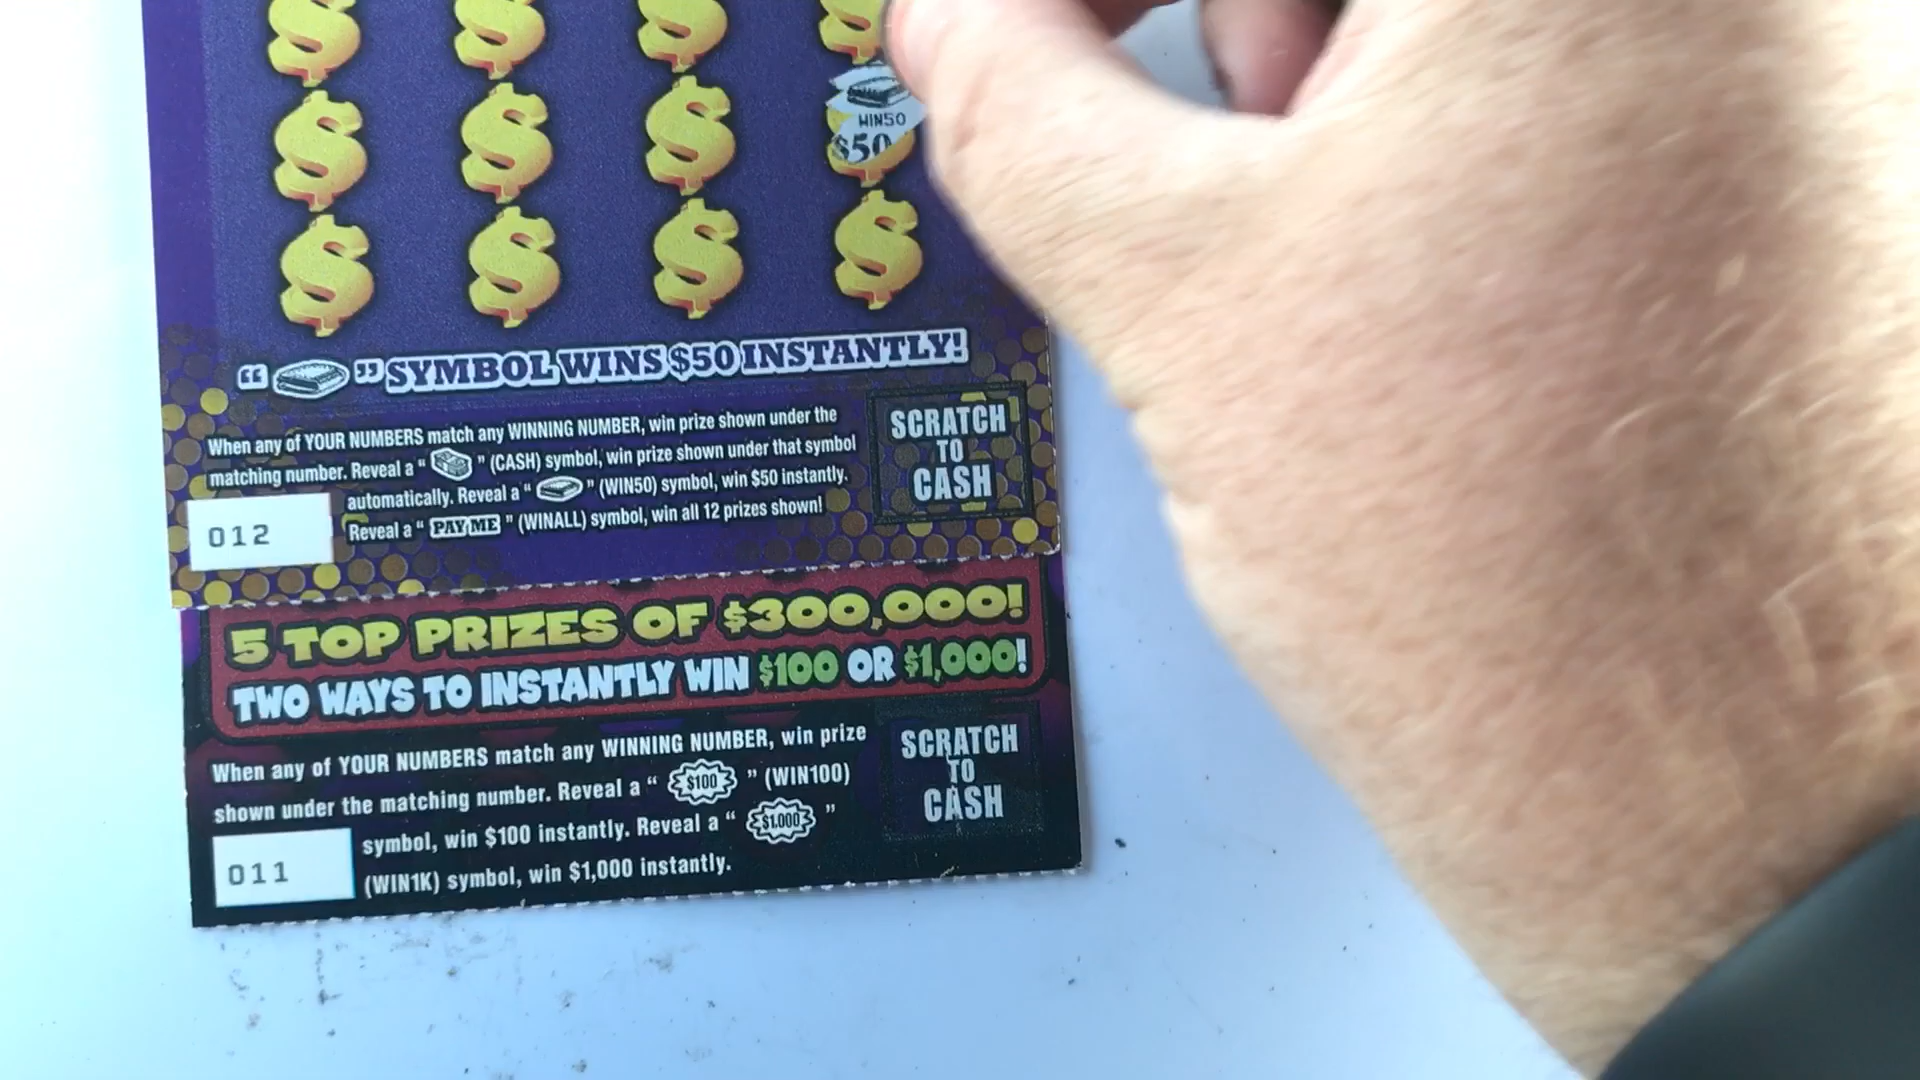 WIN50
$50
“ ” SYMBOL WINS $50 INSTANTLY!
When any of YOUR NUMBERS match any WINNING NUMBER, win prize shown under the
matching number. Reveal a “ ” (CASH) symbol, win prize shown under that symbol
automatically. Reveal a “ ” (WIN50) symbol, win $50 instantly.
Reveal a “ PAY ME ” (WINALL) symbol, win all 12 prizes shown!
012
SCRATCH
TO
CASH
5 TOP PRIZES OF $300,000!
TWO WAYS TO INSTANTLY WIN $100 OR $1,000!
When any of YOUR NUMBERS match any WINNING NUMBER, win prize
shown under the matching number. Reveal a “ $100 ” (WIN100)
symbol, win $100 instantly. Reveal a “ $1,000 ”
(WIN1K) symbol, win $1,000 instantly.
011
SCRATCH
TO
CASH